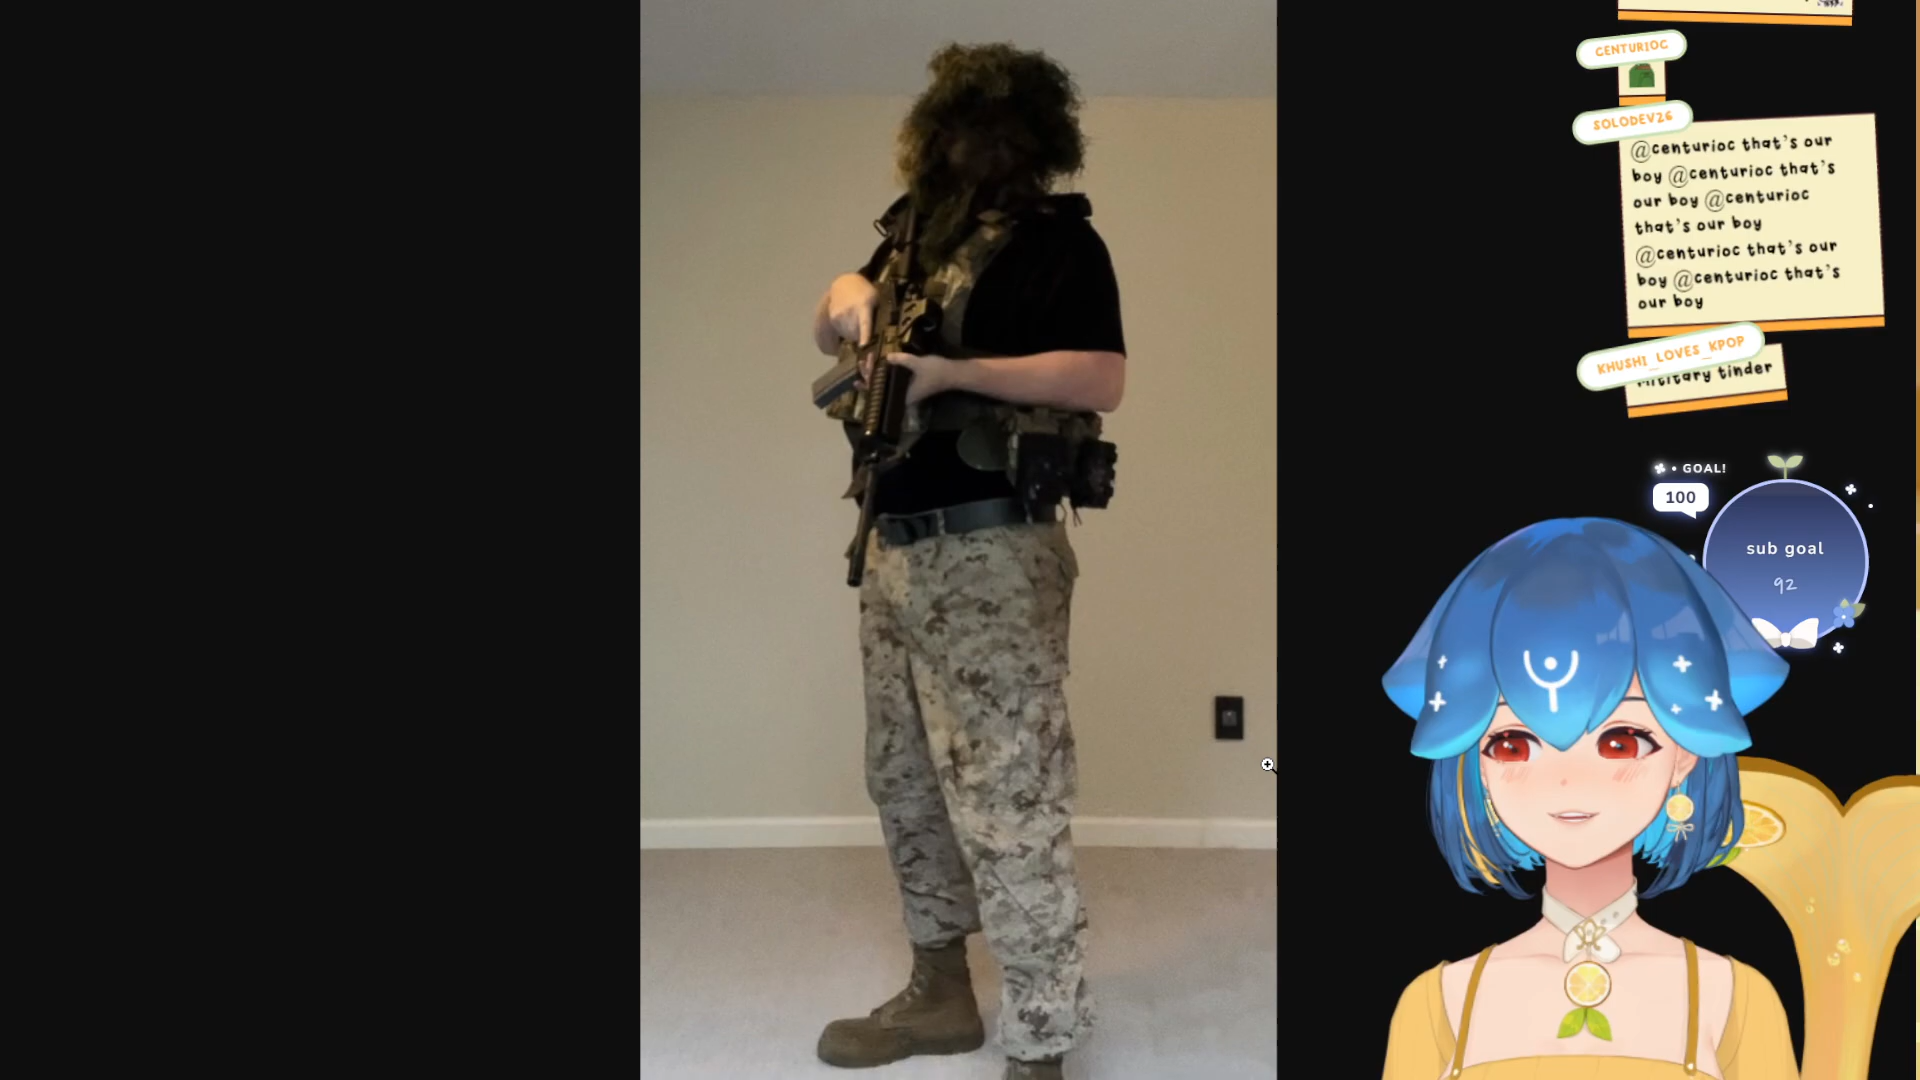 CENTURIOC
SOLODEV26
@centurioc that's our
boy @centurioc that's
our boy @centurioc
that's our boy
@centurioc that's our
boy @centurioc that's
our boy
KHUSHI_LOVES_KPOP
military tinder
• GOAL!
100
sub goal
92